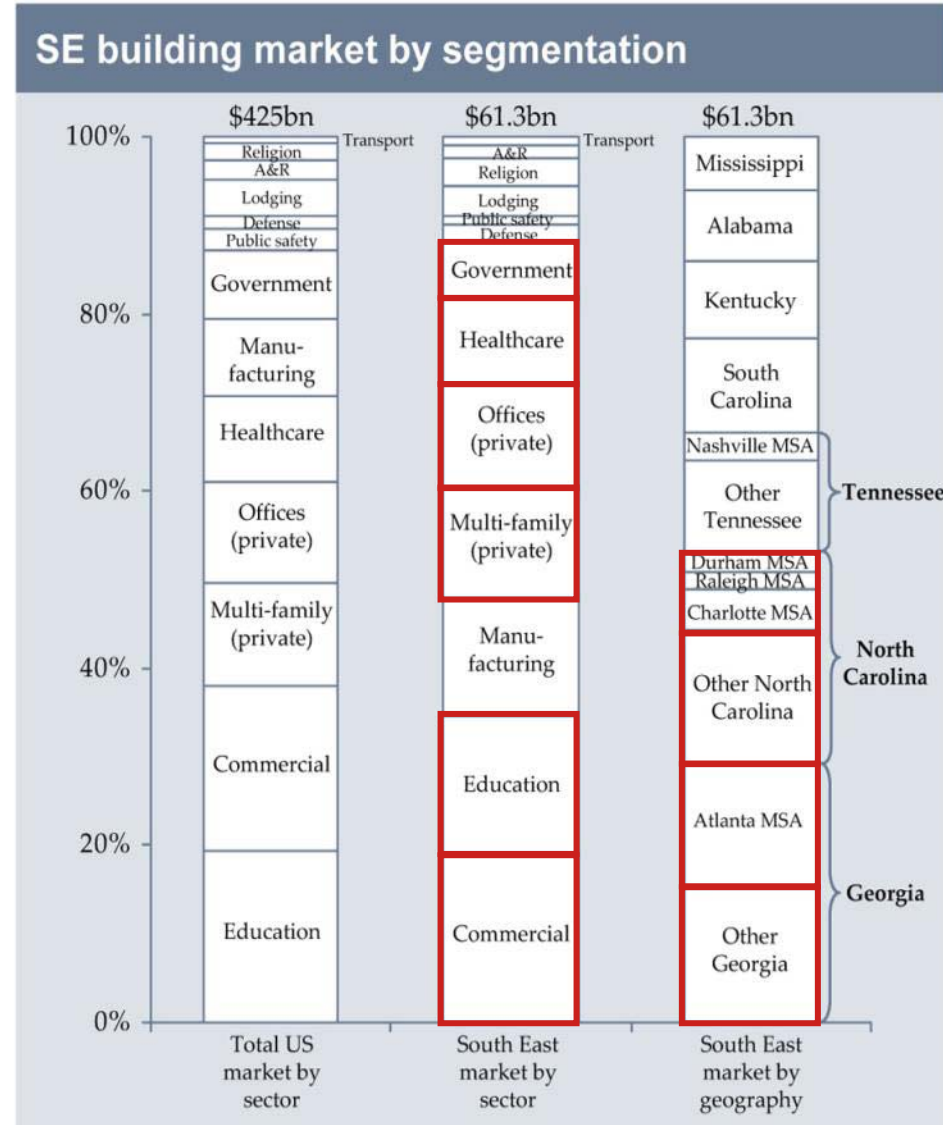 SE building market by segmentation
$425bn
$61.3bn
$61.3bn
100%
80%
60%
40%
20%
0%
Transport
Religion
A&R
Lodging
Defense
Public safety
Government
Manu-
facturing
Healthcare
Offices
(private)
Multi-family
(private)
Commercial
Education
Transport
A&R
Religion
Lodging
Public safety
Defense
Government
Healthcare
Offices
(private)
Multi-family
(private)
Manu-
facturing
Education
Commercial
Mississippi
Alabama
Kentucky
South
Carolina
Nashville MSA
Other
Tennessee
Durham MSA
Raleigh MSA
Charlotte MSA
Other North
Carolina
Atlanta MSA
Other
Georgia
Tennessee
North
Carolina
Georgia
Total US
market by
sector
South East
market by
sector
South East
market by
geography